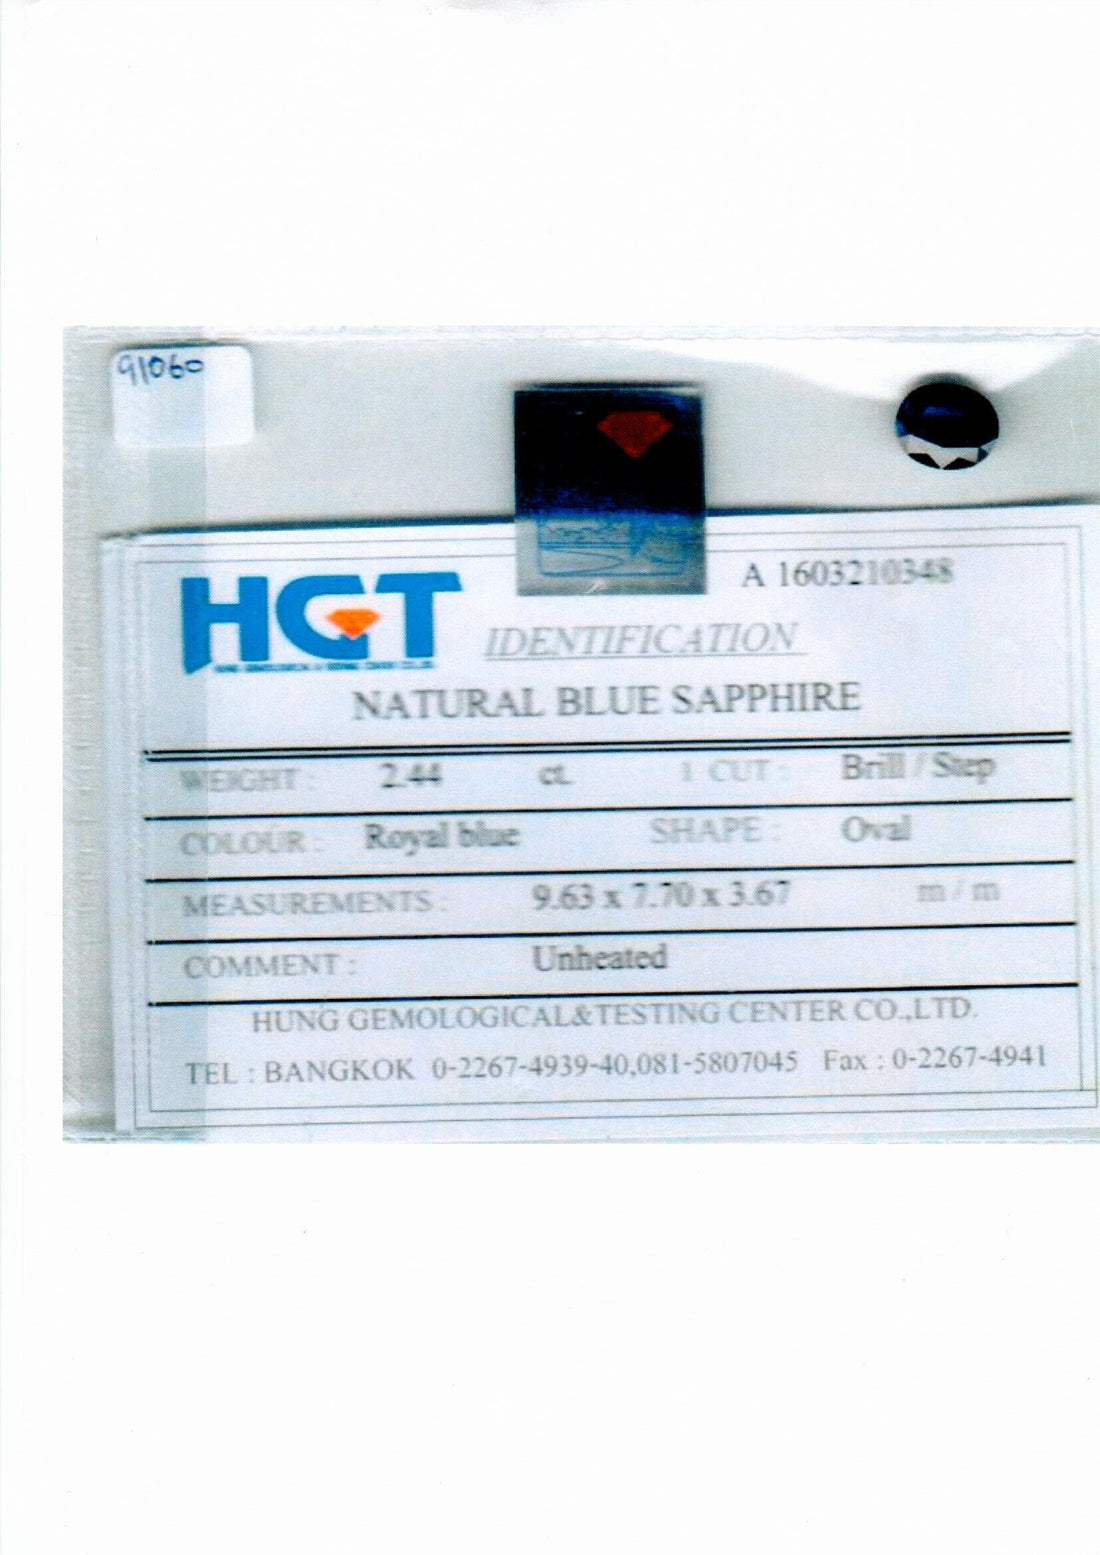 91060
A 1603210348
HGT
IDENTIFICATION
NATURAL BLUE SAPPHIRE
WEIGHT : 2.44 ct. 1 CUT : Brill / Step
COLOUR : Royal blue SHAPE : Oval
MEASUREMENTS : 9.63 x 7.70 x 3.67 m / m
COMMENT : Unheated
HUNG GEMOLOGICAL&TESTING CENTER CO.,LTD.
TEL : BANGKOK 0-2267-4939-40,081-5807045 Fax : 0-2267-4941